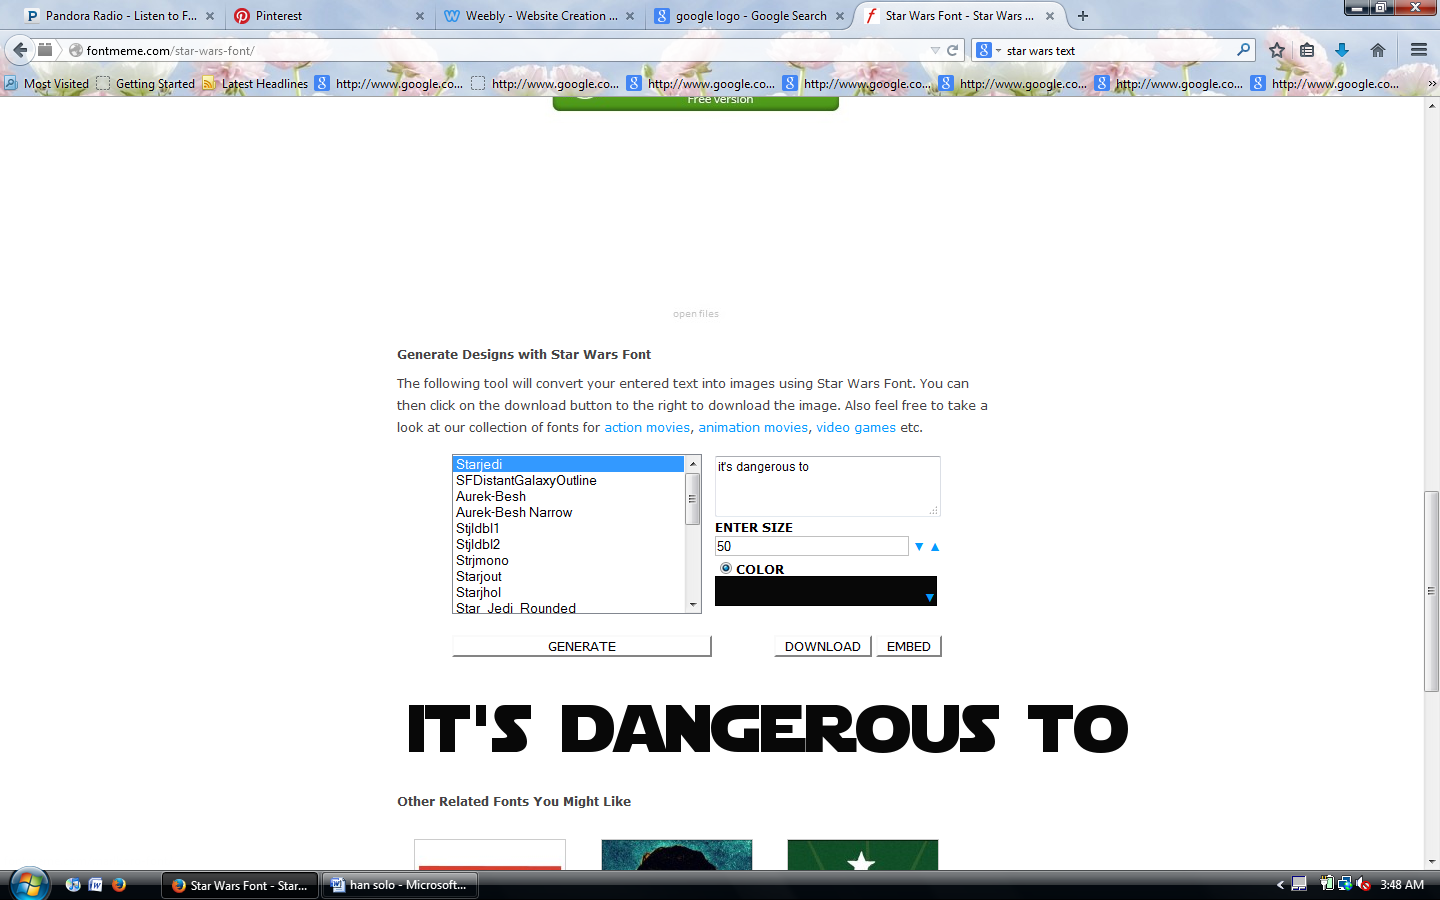 Pandora Radio - Listen to F...
Pinterest
Weebly - Website Creation ...
google logo - Google Search
Star Wars Font - Star Wars ...
fontmeme.com/star-wars-font/
star wars text
Most Visited
Getting Started
Latest Headlines
http://www.google.co...
http://www.google.co...
http://www.google.co...
http://www.google.co...
http://www.google.co...
http://www.google.co...
http://www.google.co...
Free version
open files
Generate Designs with Star Wars Font
The following tool will convert your entered text into images using Star Wars Font. You can
then click on the download button to the right to download the image. Also feel free to take a
look at our collection of fonts for action movies, animation movies, video games etc.
Starjedi
SFDistantGalaxyOutline
Aurek-Besh
Aurek-Besh Narrow
Stjldbl1
Stjldbl2
Strjmono
Starjout
Starjhol
Star_Jedi_Rounded
it's dangerous to
ENTER SIZE
50
COLOR
GENERATE
DOWNLOAD
EMBED
IT'S DANGEROUS TO
Other Related Fonts You Might Like
Star Wars Font - Star...
han solo - Microsoft...
3:48 AM